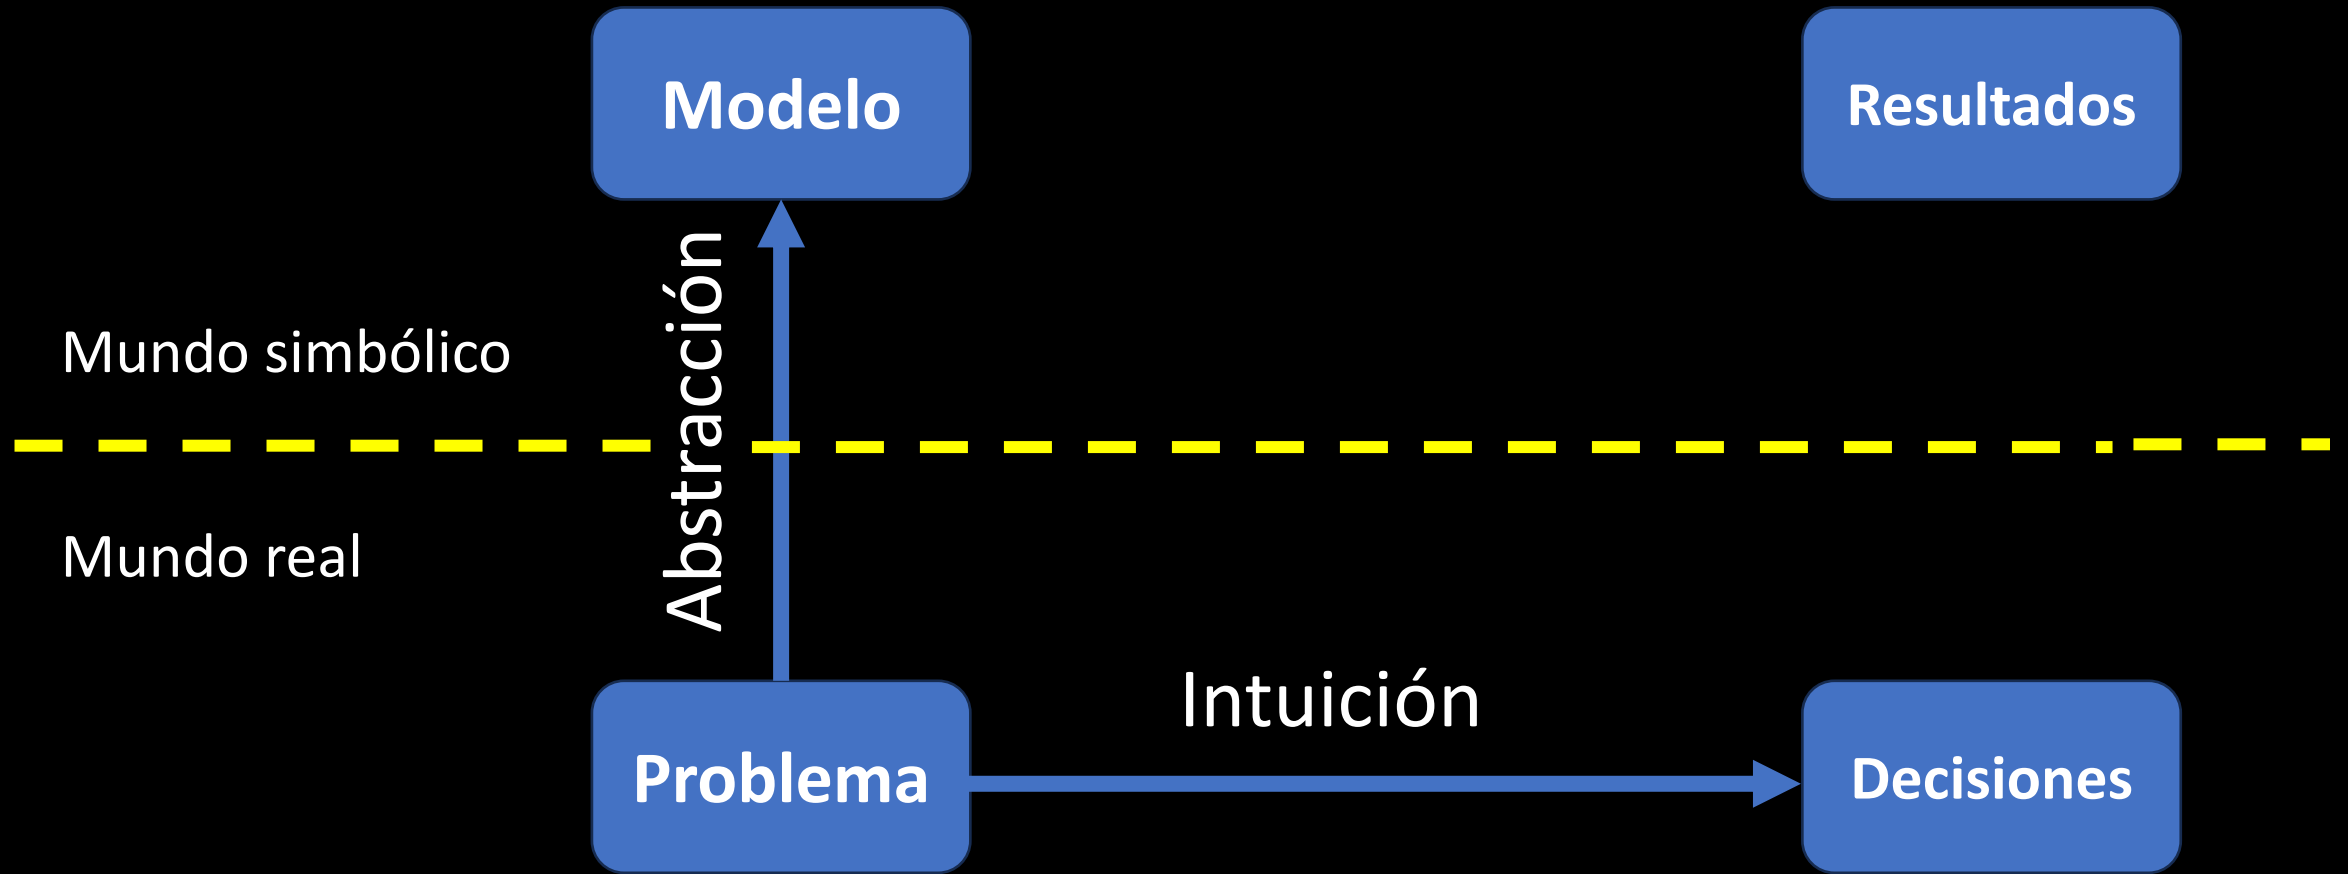 Modelo
Resultados
Abstracción
Mundo simbólico
Mundo real
Intuición
Problema
Decisiones